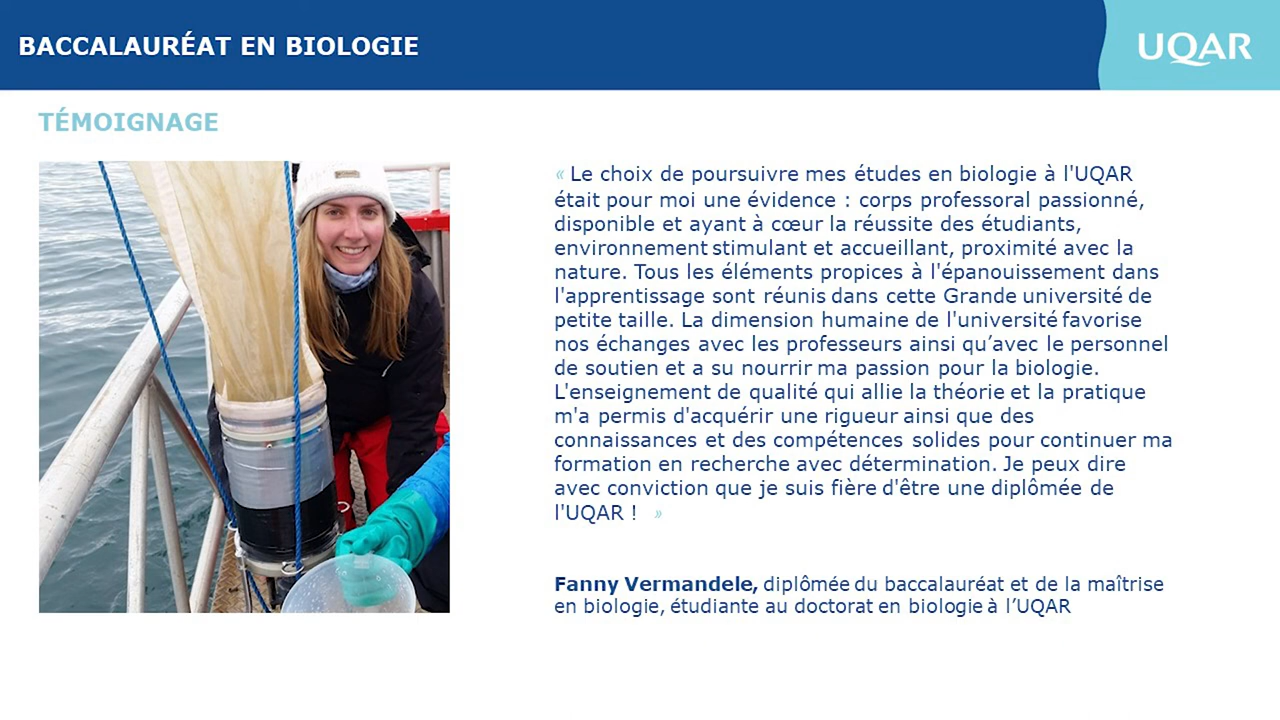 BACCALAURÉAT EN BIOLOGIE
UQAR
TÉMOIGNAGE
« Le choix de poursuivre mes études en biologie à l'UQAR
était pour moi une évidence : corps professoral passionné,
disponible et ayant à cœur la réussite des étudiants,
environnement stimulant et accueillant, proximité avec la
nature. Tous les éléments propices à l'épanouissement dans
l'apprentissage sont réunis dans cette Grande université de
petite taille. La dimension humaine de l'université favorise
nos échanges avec les professeurs ainsi qu’avec le personnel
de soutien et a su nourrir ma passion pour la biologie.
L'enseignement de qualité qui allie la théorie et la pratique
m'a permis d'acquérir une rigueur ainsi que des
connaissances et des compétences solides pour continuer ma
formation en recherche avec détermination. Je peux dire
avec conviction que je suis fière d'être une diplômée de
l'UQAR ! »
Fanny Vermandele, diplômée du baccalauréat et de la maîtrise
en biologie, étudiante au doctorat en biologie à l’UQAR